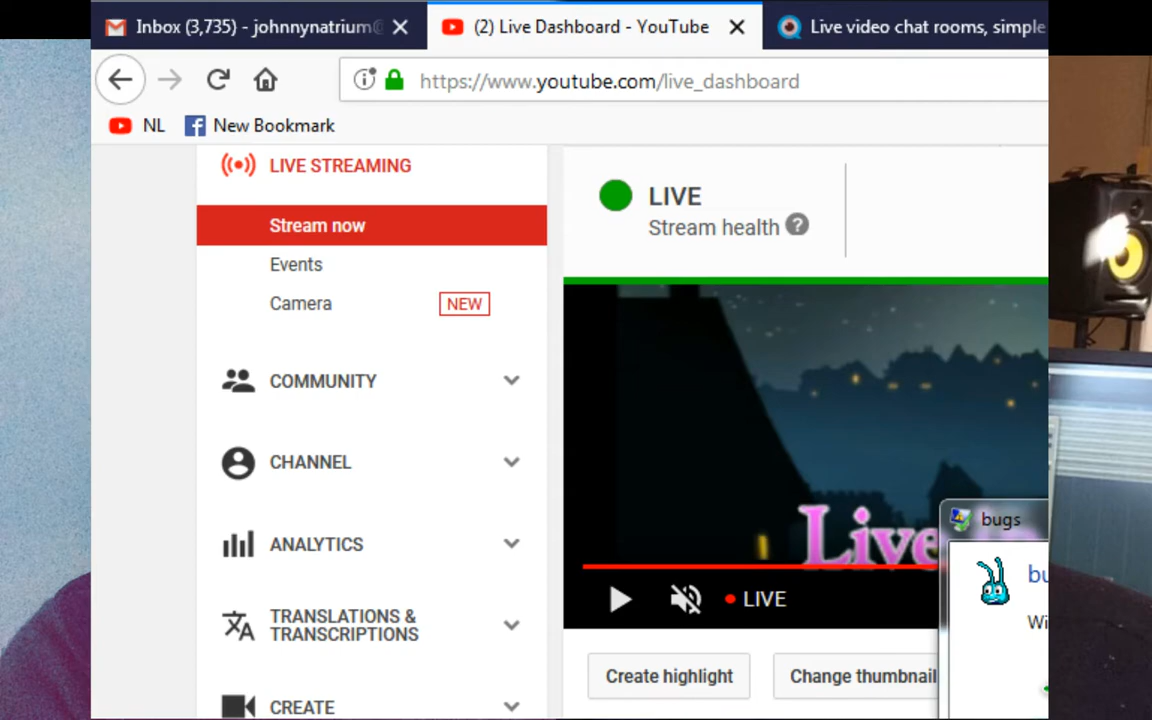 Inbox (3,735) - johnnynatrium@
(2) Live Dashboard - YouTube
Live video chat rooms, simple
https://www.youtube.com/live_dashboard
NL
New Bookmark
LIVE STREAMING
Stream now
Events
Camera
NEW
COMMUNITY
CHANNEL
ANALYTICS
TRANSLATIONS &
TRANSCRIPTIONS
CREATE
LIVE
Stream health ?
Live
LIVE
Create highlight
Change thumbnail
bugs